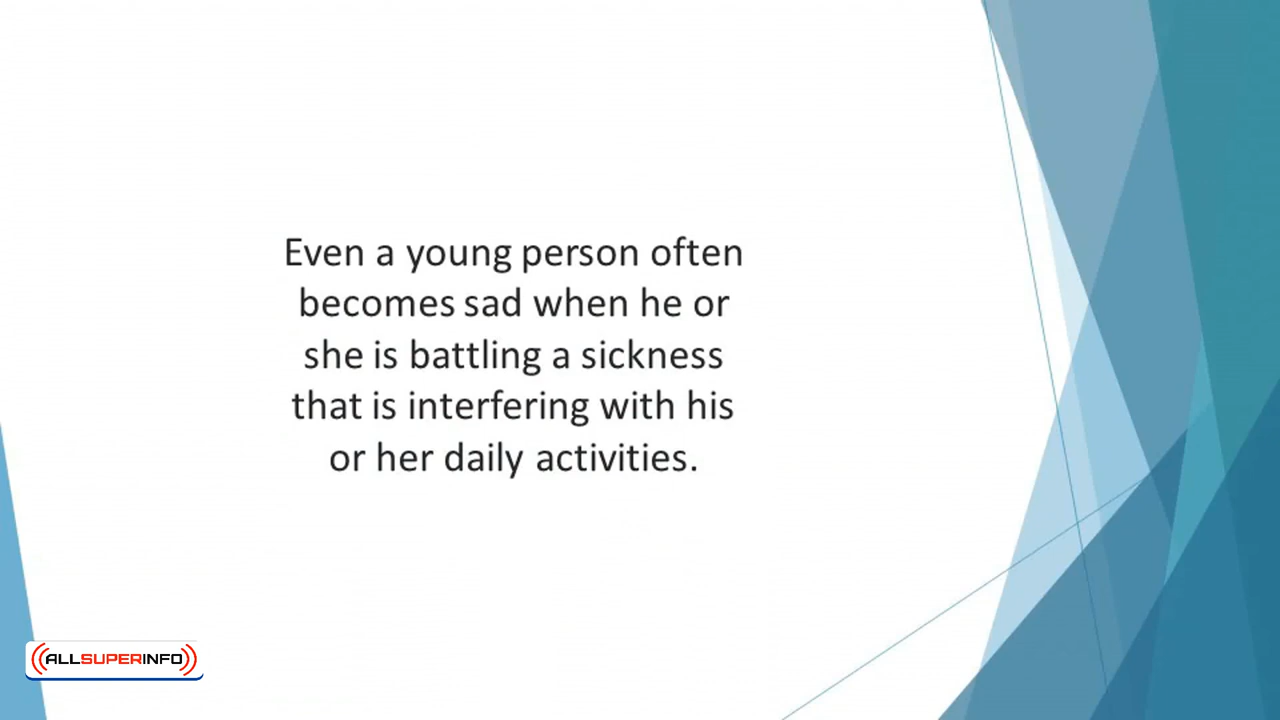 Even a young person often
becomes sad when he or
she is battling a sickness
that is interfering with his
or her daily activities.
ALLSUPERINFO